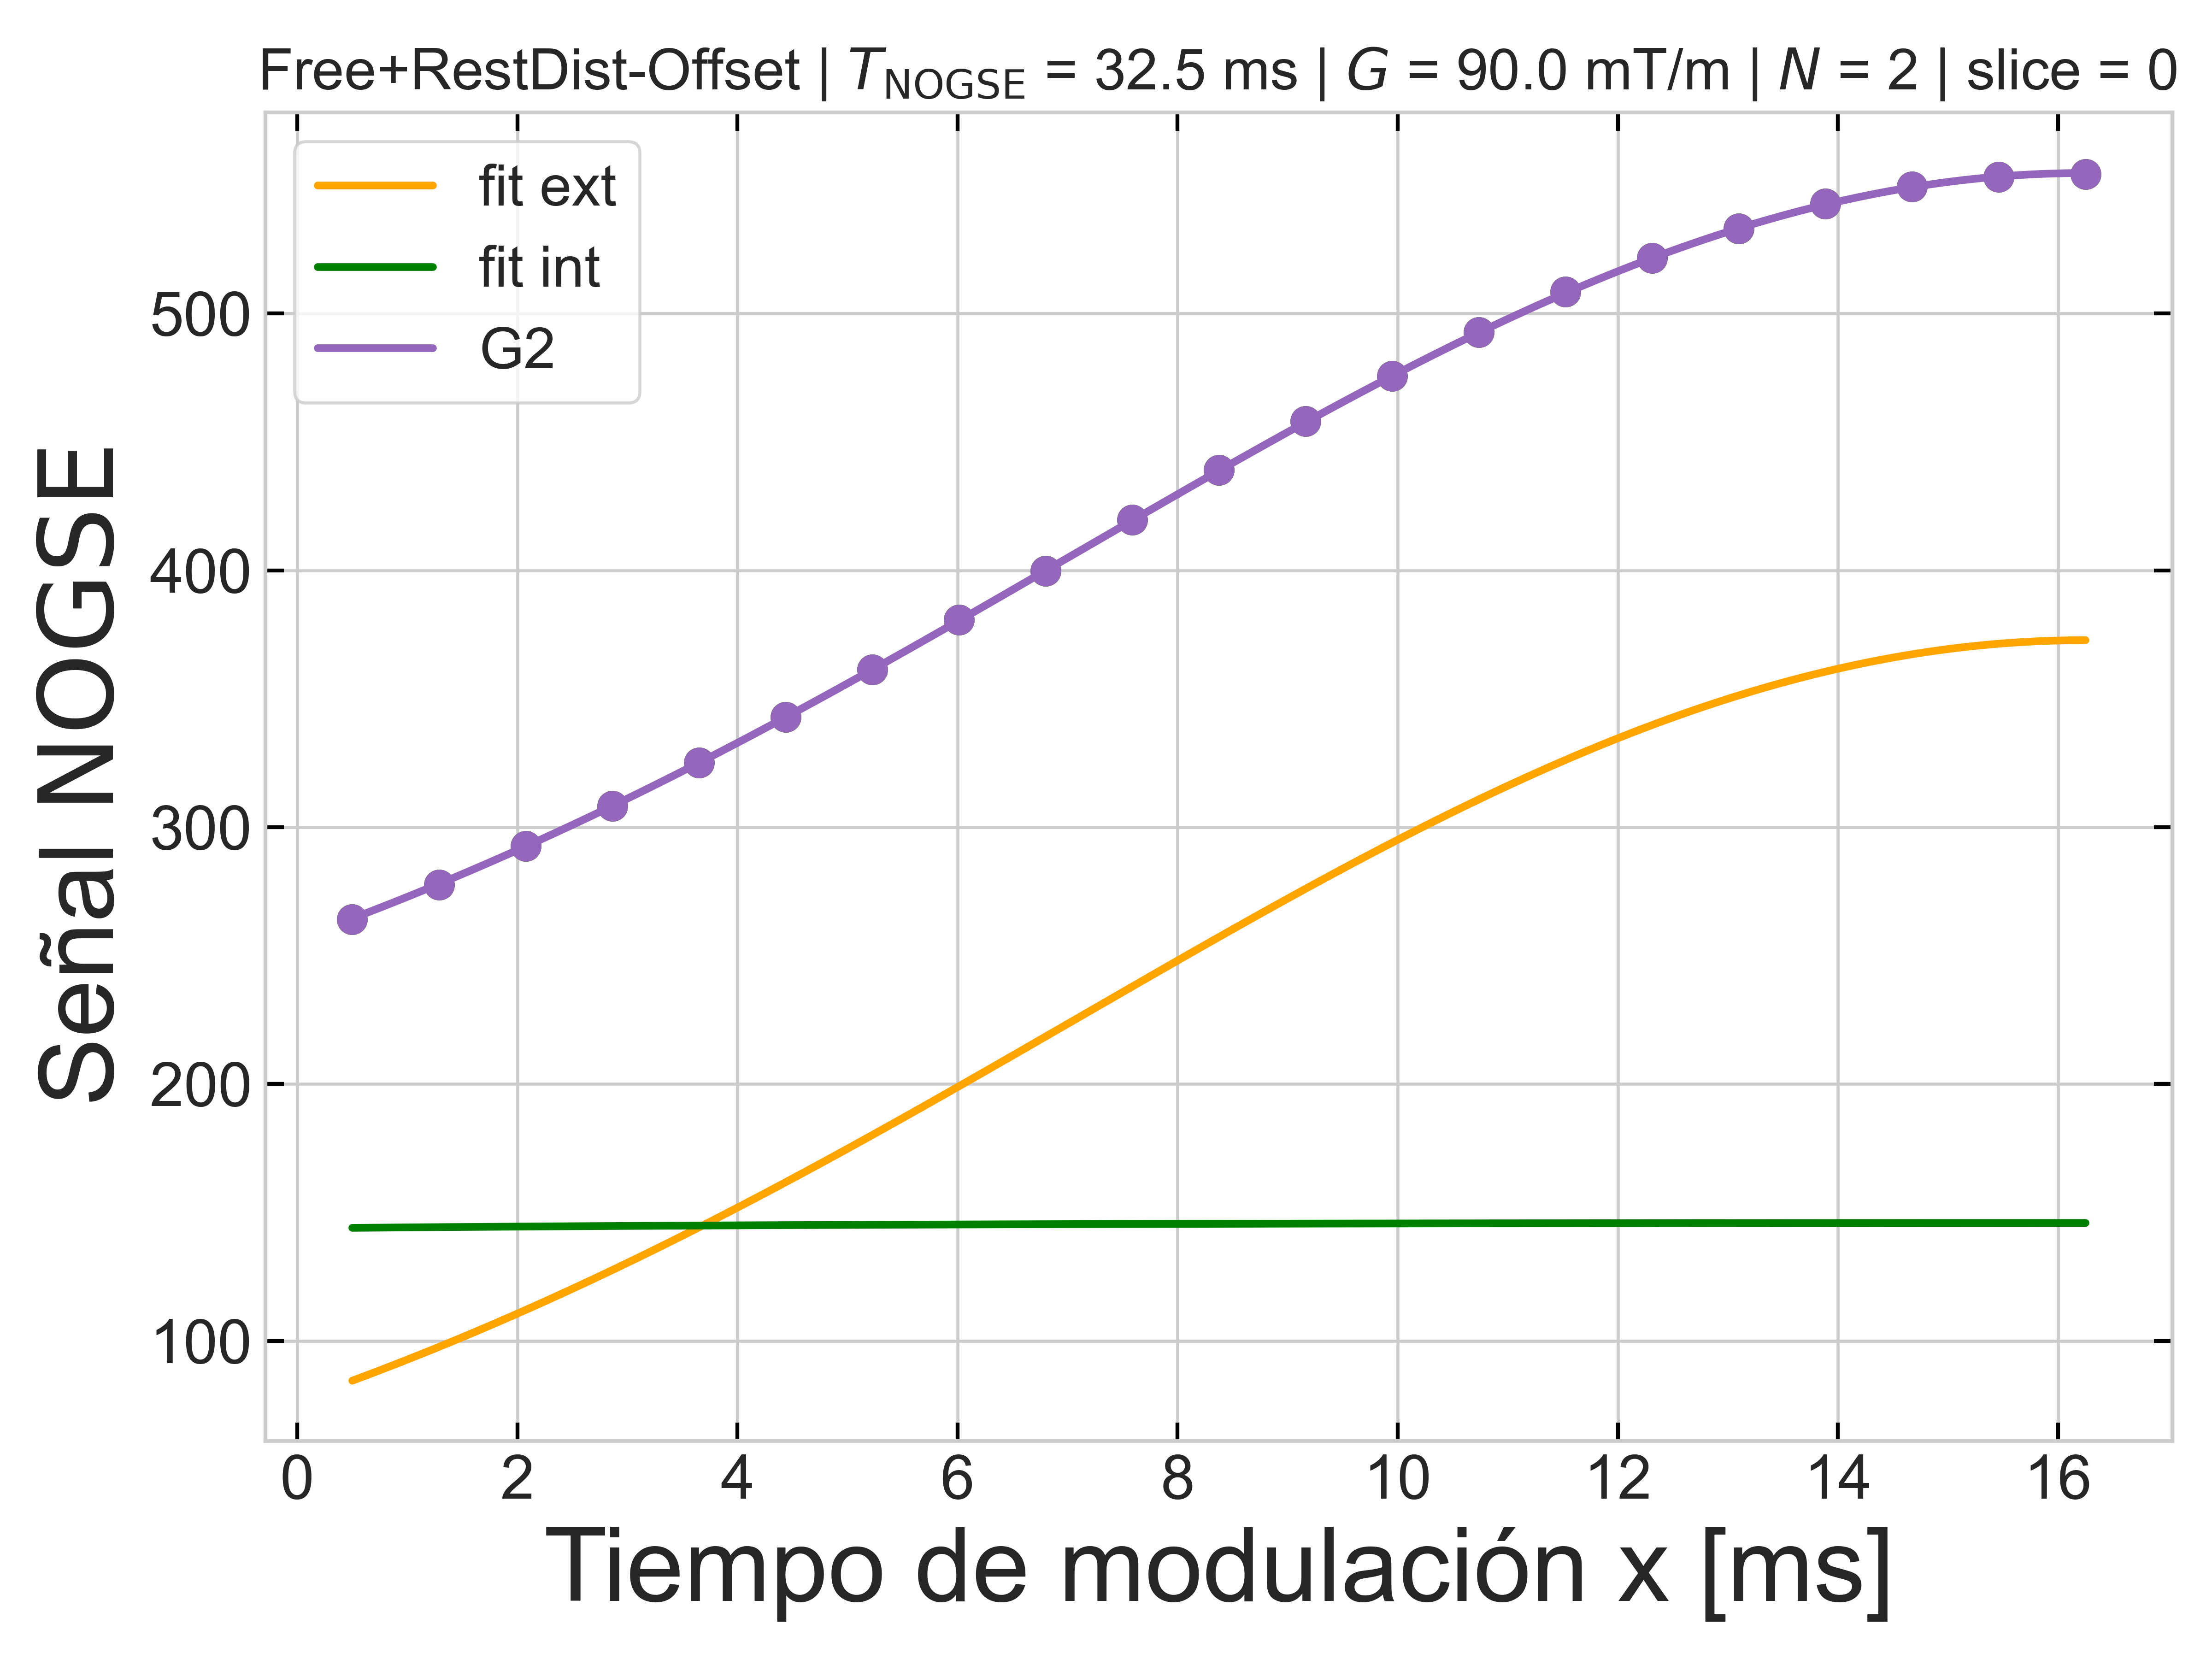 Free+RestDist-Offset | T_NOGSE = 32.5 ms | G = 90.0 mT/m | N = 2 | slice = 0
fit ext
fit int
G2
Señal NOGSE
500
400
300
200
100
0 2 4 6 8 10 12 14 16
Tiempo de modulación x [ms]